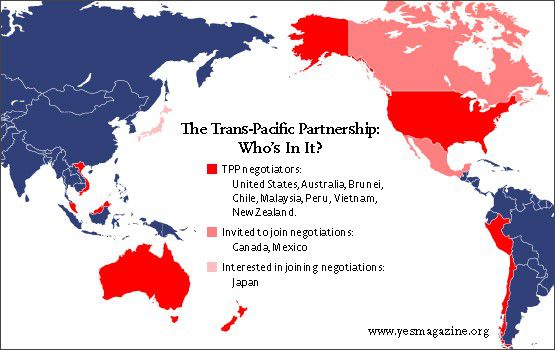 The Trans-Pacific Partnership:
Who's In It?
TPP negotiators:
United States, Australia, Brunei,
Chile, Malaysia, Peru, Vietnam,
New Zealand.
Invited to join negotiations:
Canada, Mexico
Interested in joining negotiations:
Japan
www.yesmagazine.org